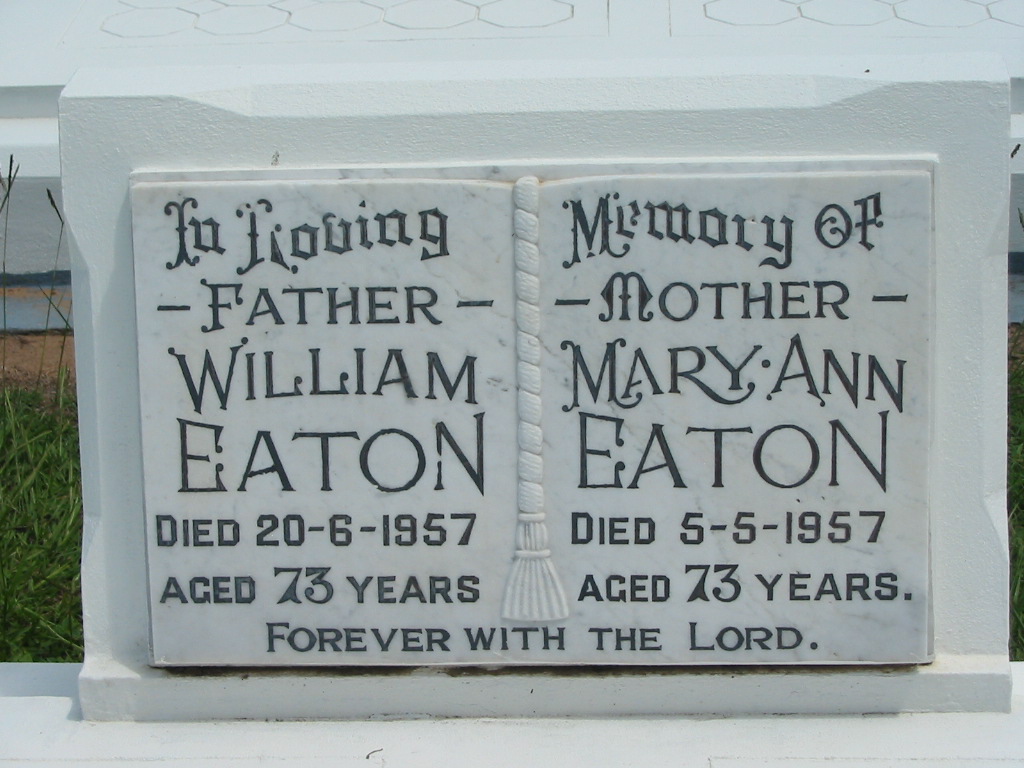 In Loving Memory Of
- FATHER -
WILLIAM
EATON
DIED 20-6-1957
AGED 73 YEARS
- MOTHER -
MARY·ANN
EATON
DIED 5-5-1957
AGED 73 YEARS.
FOREVER WITH THE LORD.